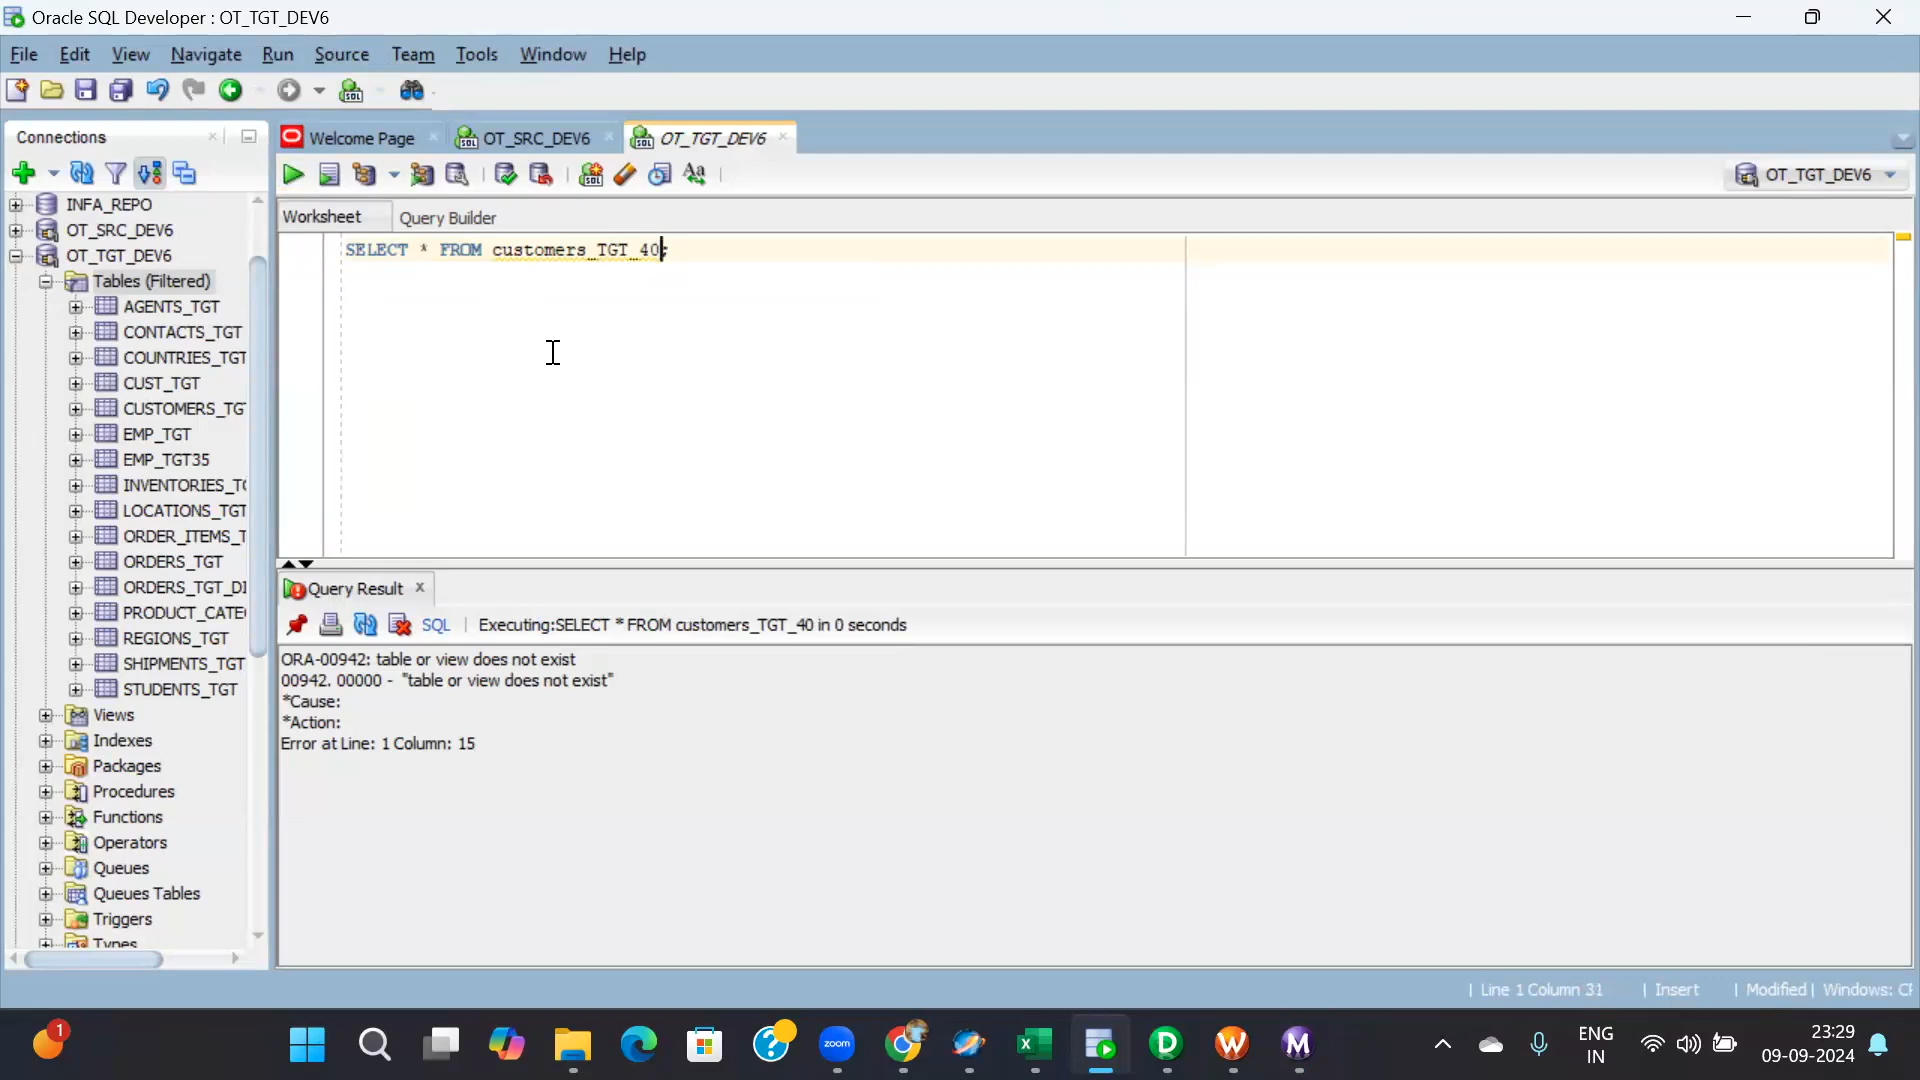 Oracle SQL Developer : OT_TGT_DEV6
File Edit View Navigate Run Source Team Tools Window Help
Connections
Welcome Page OT_SRC_DEV6 OT_TGT_DEV6
OT_TGT_DEV6
Worksheet Query Builder
SELECT * FROM customers_TGT_40;
INFA_REPO
OT_SRC_DEV6
OT_TGT_DEV6
Tables (Filtered)
AGENTS_TGT
CONTACTS_TGT
COUNTRIES_TGT
CUST_TGT
CUSTOMERS_TG
EMP_TGT
EMP_TGT35
INVENTORIES_T
LOCATIONS_TGT
ORDER_ITEMS_T
ORDERS_TGT
ORDERS_TGT_DI
PRODUCT_CATE
REGIONS_TGT
SHIPMENTS_TGT
STUDENTS_TGT
Views
Indexes
Packages
Procedures
Functions
Operators
Queues
Queues Tables
Triggers
Types
Query Result
SQL | Executing:SELECT * FROM customers_TGT_40 in 0 seconds
ORA-00942: table or view does not exist
00942. 00000 - "table or view does not exist"
*Cause:
*Action:
Error at Line: 1 Column: 15
| Line 1 Column 31 | Insert | Modified | Windows: CF
1
zoom
ENG
IN
23:29
09-09-2024